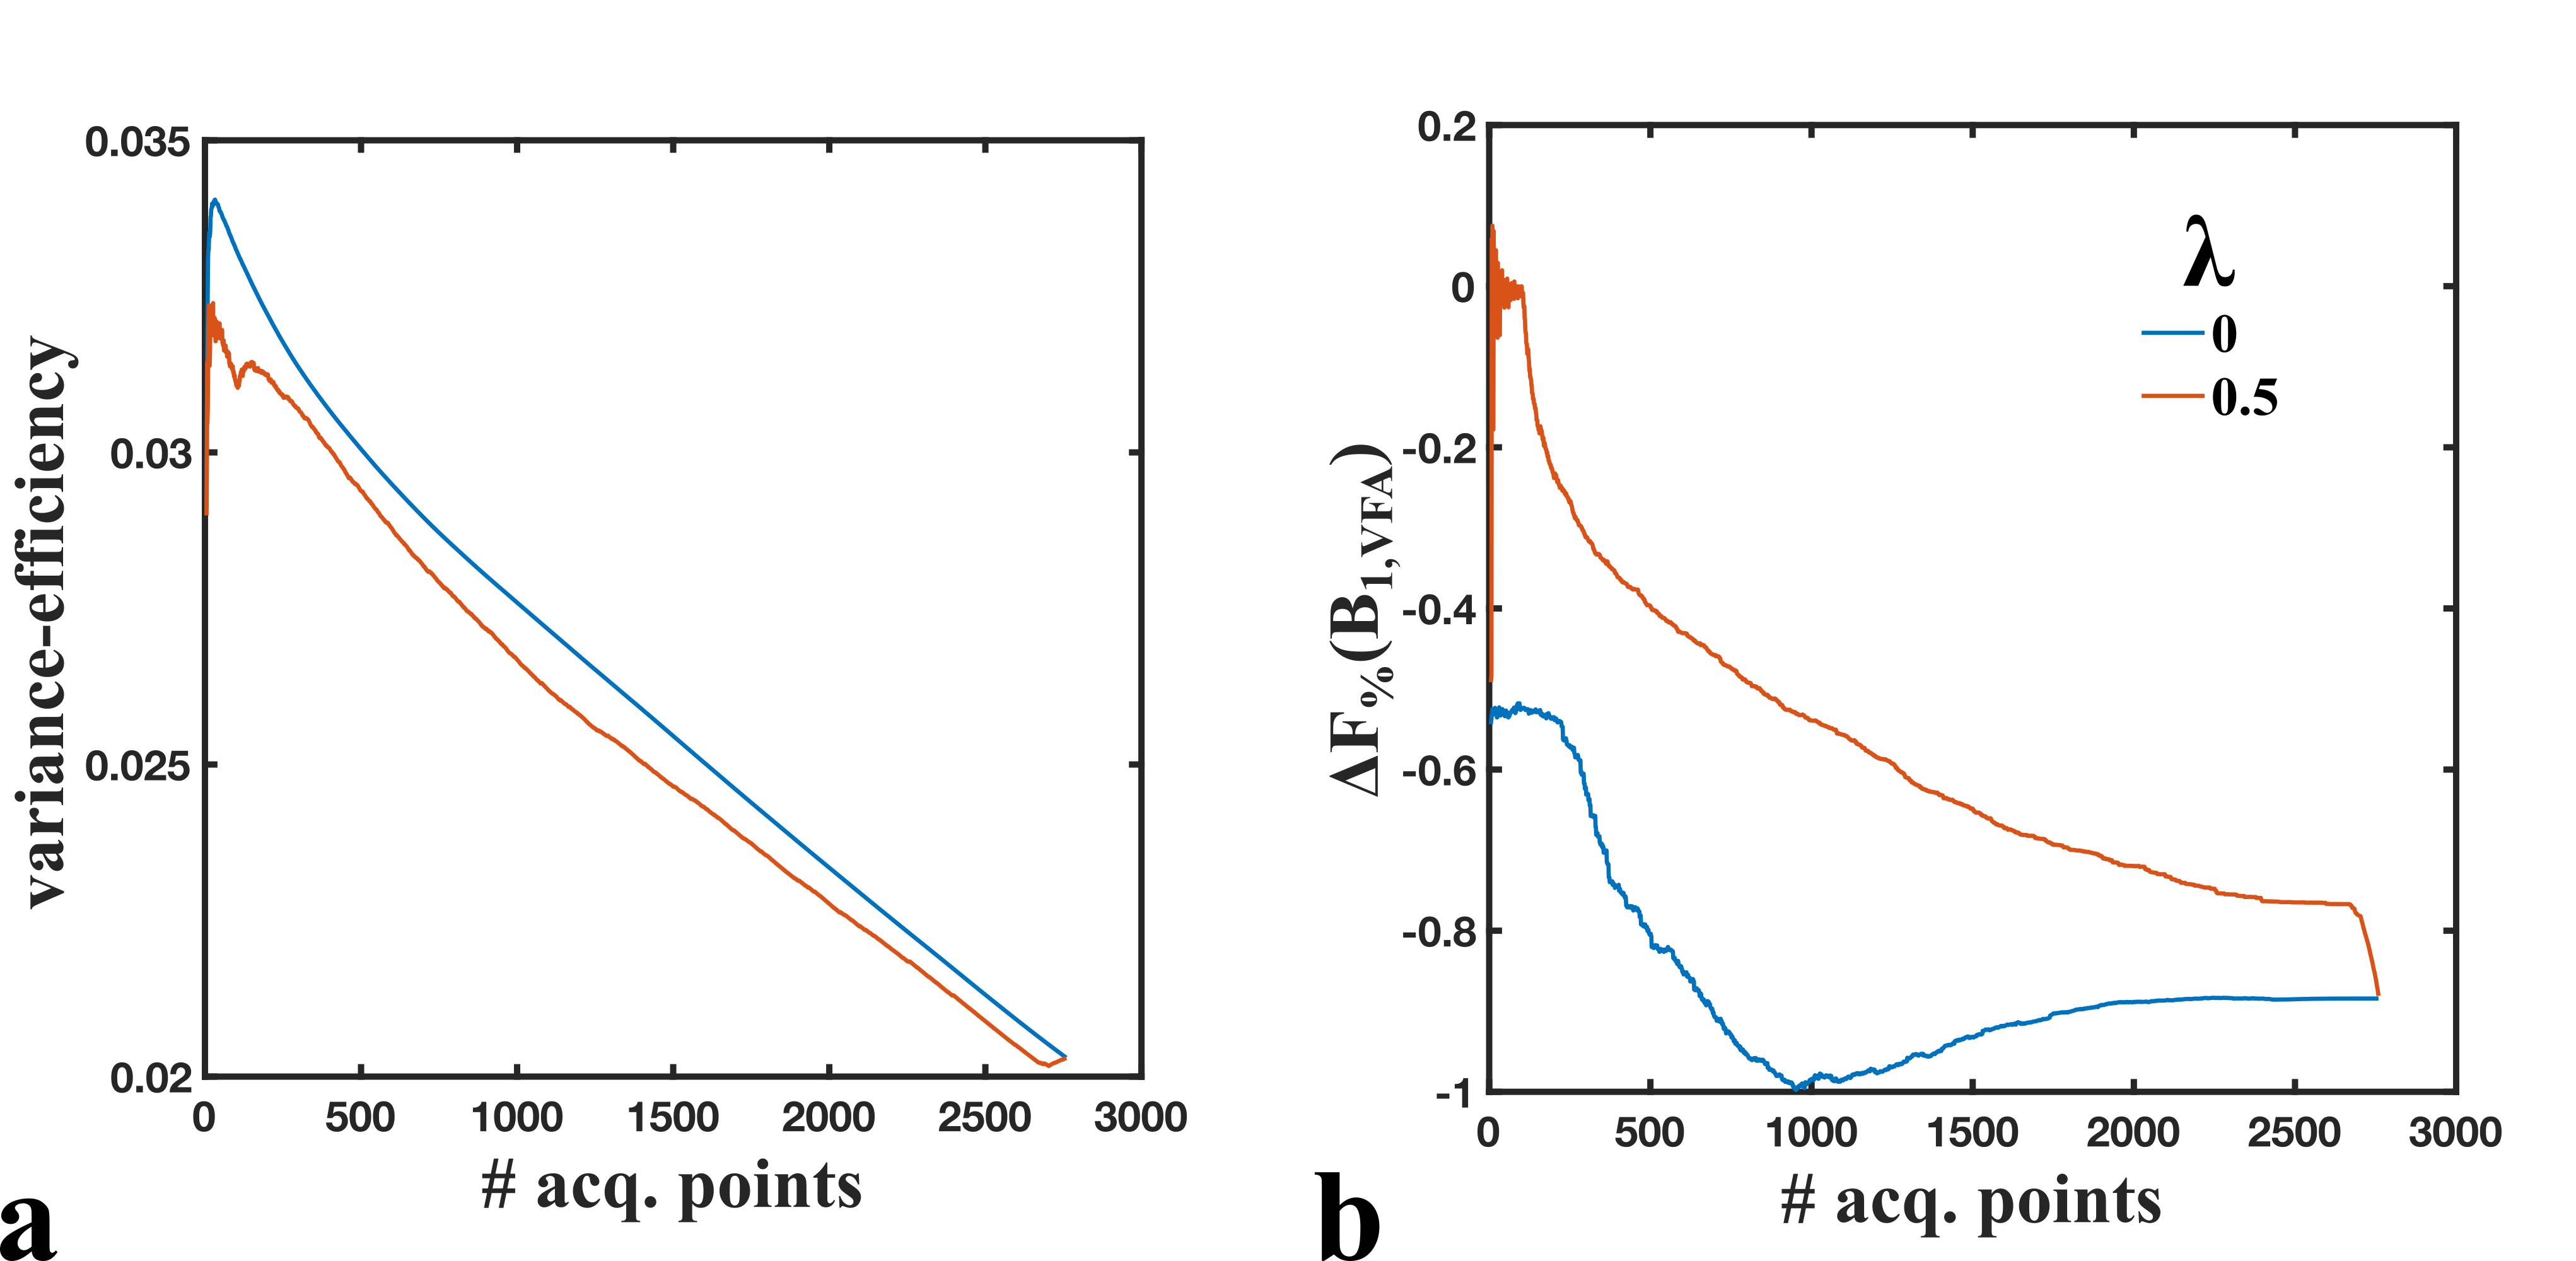 variance-efficiency
0.035
0.03
0.025
0.02
0 500 1000 1500 2000 2500 3000
# acq. points
a
ΔF%(B1,VFA)
0.2
0
-0.2
-0.4
-0.6
-0.8
-1
λ
0
0.5
0 500 1000 1500 2000 2500 3000
# acq. points
b